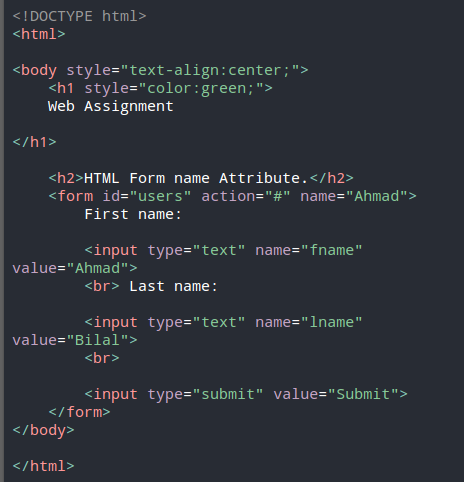 <!DOCTYPE html>
<html>
<body style="text-align:center;">
<h1 style="color:green;">
Web Assignment
</h1>
<h2>HTML Form name Attribute.</h2>
<form id="users" action="#" name="Ahmad">
First name:
<input type="text" name="fname"
value="Ahmad">
<br> Last name:
<input type="text" name="lname"
value="Bilal">
<br>
<input type="submit" value="Submit">
</form>
</body>
</html>